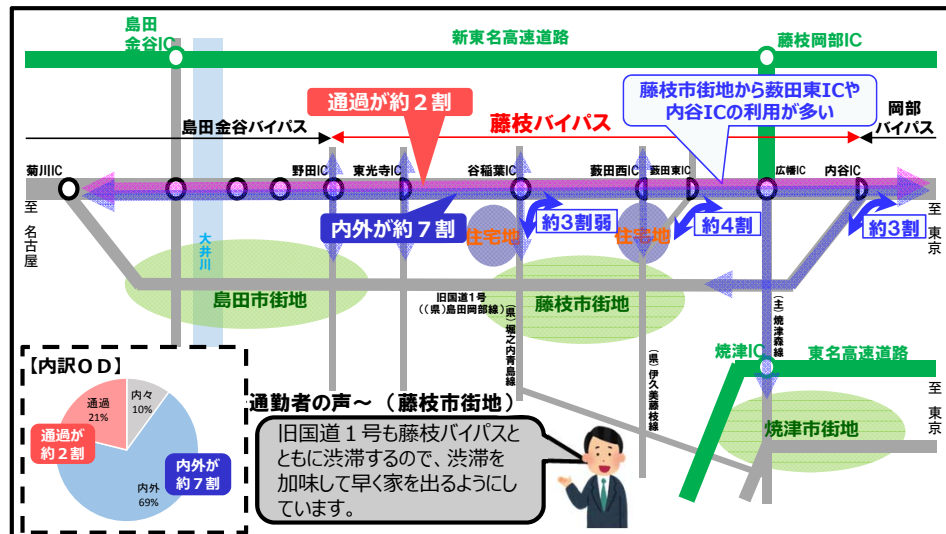 島田
金谷IC
新東名高速道路
藤枝岡部IC
通過が約２割
藤枝市街地から薮田東ICや
内谷ICの利用が多い
島田金谷バイパス
藤枝バイパス
岡部
バイパス
菊川IC
野田IC
東光寺IC
谷稲葉IC
薮田西IC
薮田東IC
広幡IC
内谷IC
至 名古屋
大井川
内外が約７割
住宅地
約3割弱
住宅地
約4割
約3割
至 東京
島田市街地
旧国道1号
((県)島田岡部線)
(県)堀之内青島線
藤枝市街地
(県)伊久美藤枝線
(主)焼津森線
焼津IC
東名高速道路
至 東京
焼津市街地
【内訳ＯＤ】
通過
21%
内々
10%
通過が
約２割
内外が
約７割
内外
69%
通勤者の声～（藤枝市街地）
旧国道１号も藤枝バイパスと
ともに渋滞するので、渋滞を
加味して早く家を出るようにし
ています。